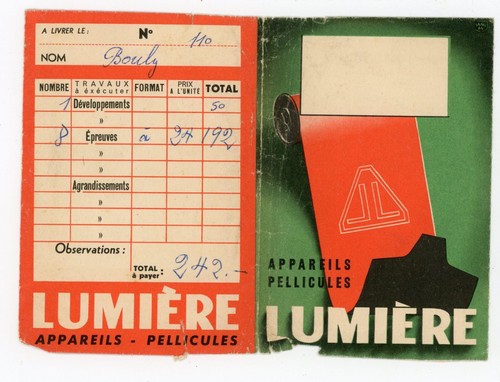 A LIVRER LE :
N° 110
NOM Bouly
NOMBRE TRAVAUX à exécuter FORMAT PRIX A L'UNITÉ TOTAL
1 Développements 50
»
8 Épreuves à 24 192
»
Agrandissements
»
»
»
Observations :
TOTAL à payer : 242.-
LUMIÈRE
APPAREILS - PELLICULES
APPAREILS
PELLICULES
LUMIÈRE